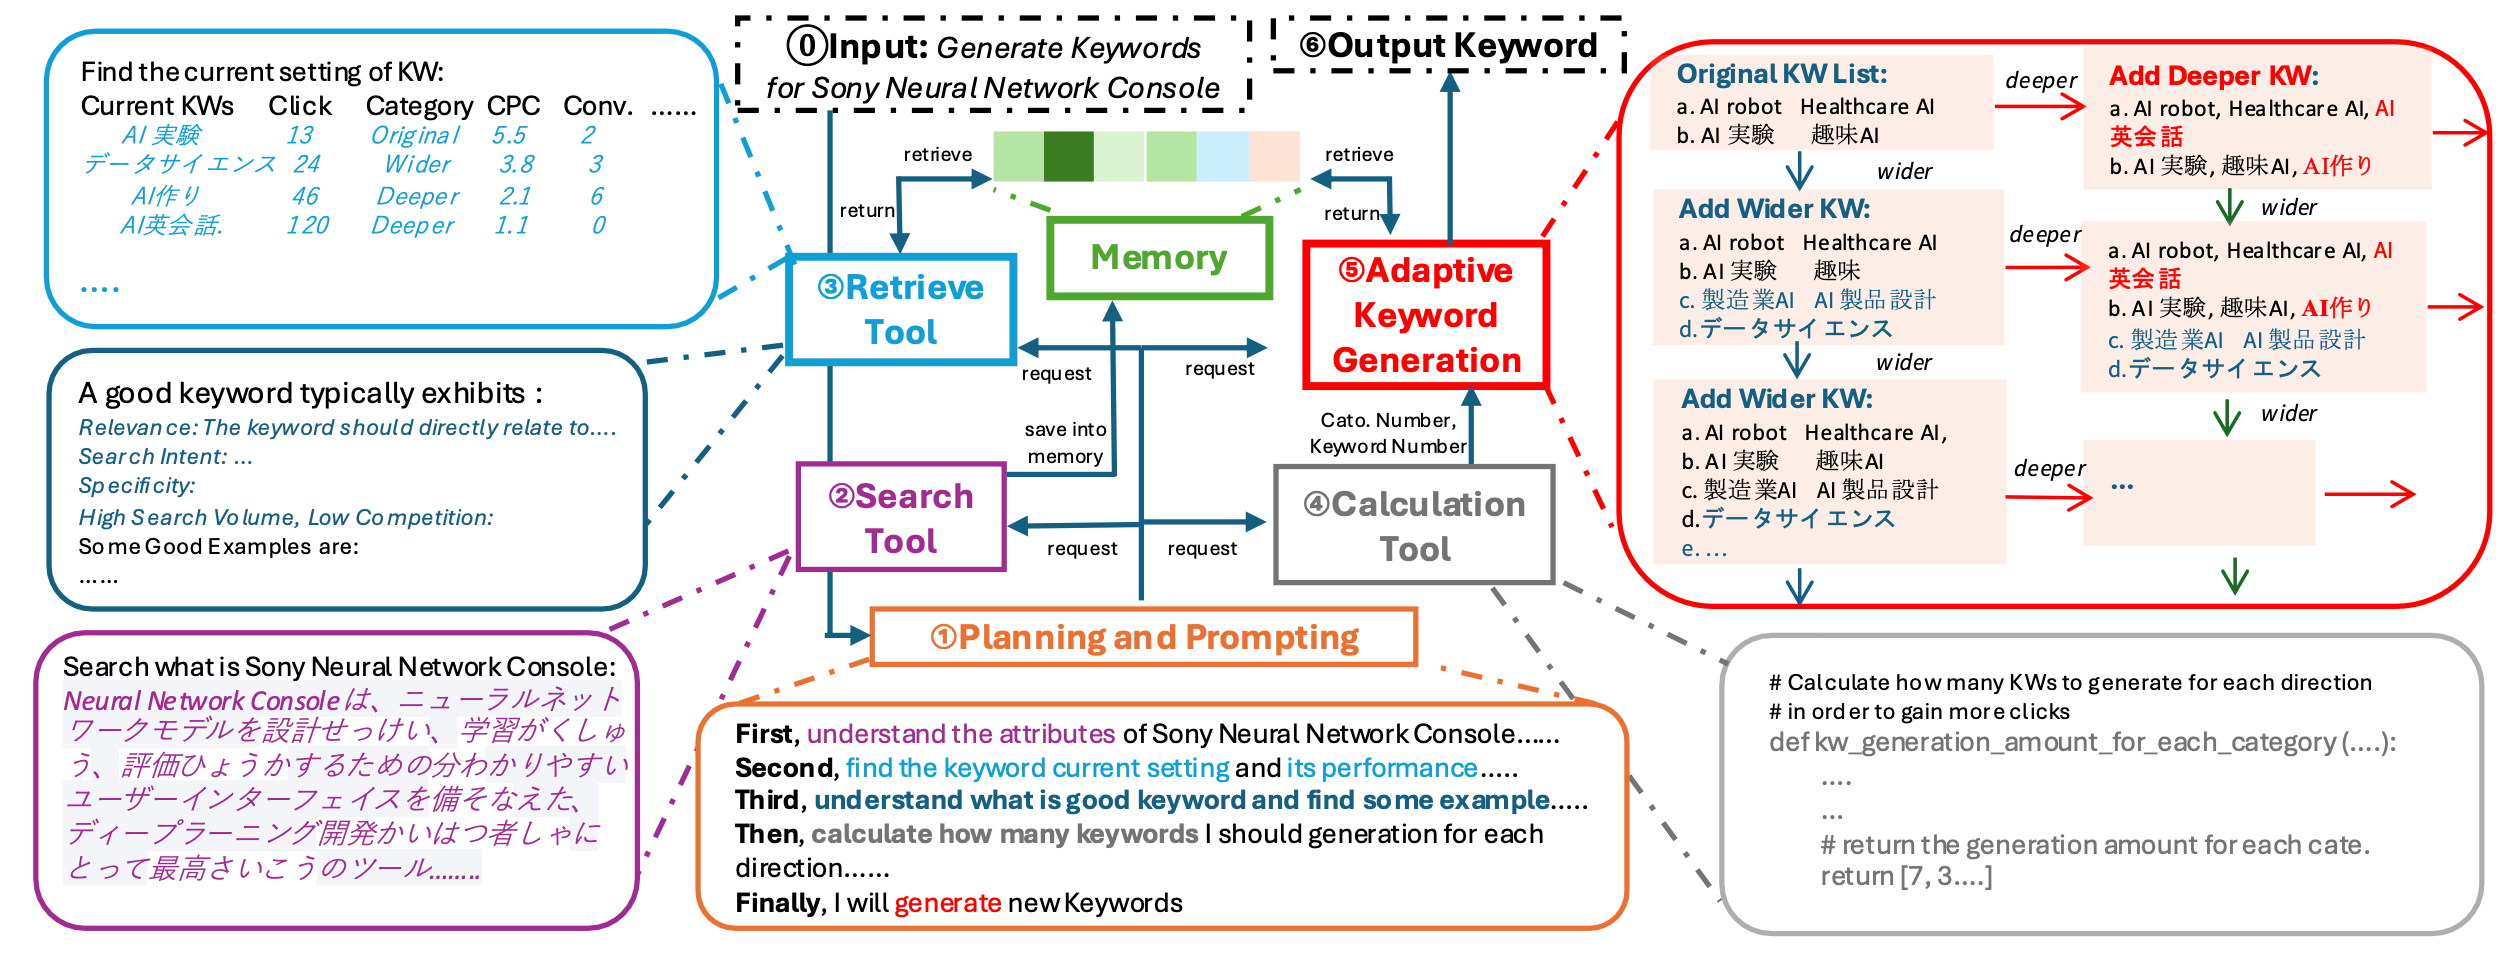 ⓪Input: Generate Keywords
for Sony Neural Network Console
⑥Output Keyword
Find the current setting of KW:
Current KWs Click Category CPC Conv. ……
AI 実験 13 Original 5.5 2
データサイエンス 24 Wider 3.8 3
AI作り 46 Deeper 2.1 6
AI英会話. 120 Deeper 1.1 0
….
A good keyword typically exhibits :
Relevance: The keyword should directly relate to….
Search Intent: …
Specificity:
High Search Volume, Low Competition:
Some Good Examples are:
……
Search what is Sony Neural Network Console:
Neural Network Consoleは、ニューラルネット
ワークモデルを設計せっけい、学習がくしゅ
う、評価ひょうかするための分わかりやすい
ユーザーインターフェイスを備そなえた、
ディープラーニング開発かいはつ者しゃに
とって最高さいこうのツール........
retrieve
return
retrieve
return
Memory
③Retrieve
Tool
⑤Adaptive
Keyword
Generation
request
request
save into
memory
Cato. Number,
Keyword Number
②Search
Tool
④Calculation
Tool
request
request
①Planning and Prompting
First, understand the attributes of Sony Neural Network Console……
Second, find the keyword current setting and its performance…..
Third, understand what is good keyword and find some example…..
Then, calculate how many keywords I should generation for each
direction……
Finally, I will generate new Keywords
Original KW List:
a. AI robot Healthcare AI
b. AI 実験 趣味AI
deeper
Add Deeper KW:
a. AI robot, Healthcare AI, AI
英会話
b. AI 実験, 趣味AI, AI作り
wider
wider
Add Wider KW:
a. AI robot Healthcare AI
b. AI 実験 趣味
c. 製造業AI AI 製品設計
d.データサイエンス
deeper
a. AI robot, Healthcare AI, AI
英会話
b. AI 実験, 趣味AI, AI作り
c. 製造業AI AI 製品設計
d.データサイエンス
wider
wider
Add Wider KW:
a. AI robot Healthcare AI,
b. AI 実験 趣味AI
c. 製造業AI AI 製品設計
d.データサイエンス
e. …
deeper
…
# Calculate how many KWs to generate for each direction
# in order to gain more clicks
def kw_generation_amount_for_each_category (….):
….
…
# return the generation amount for each cate.
return [7, 3….]